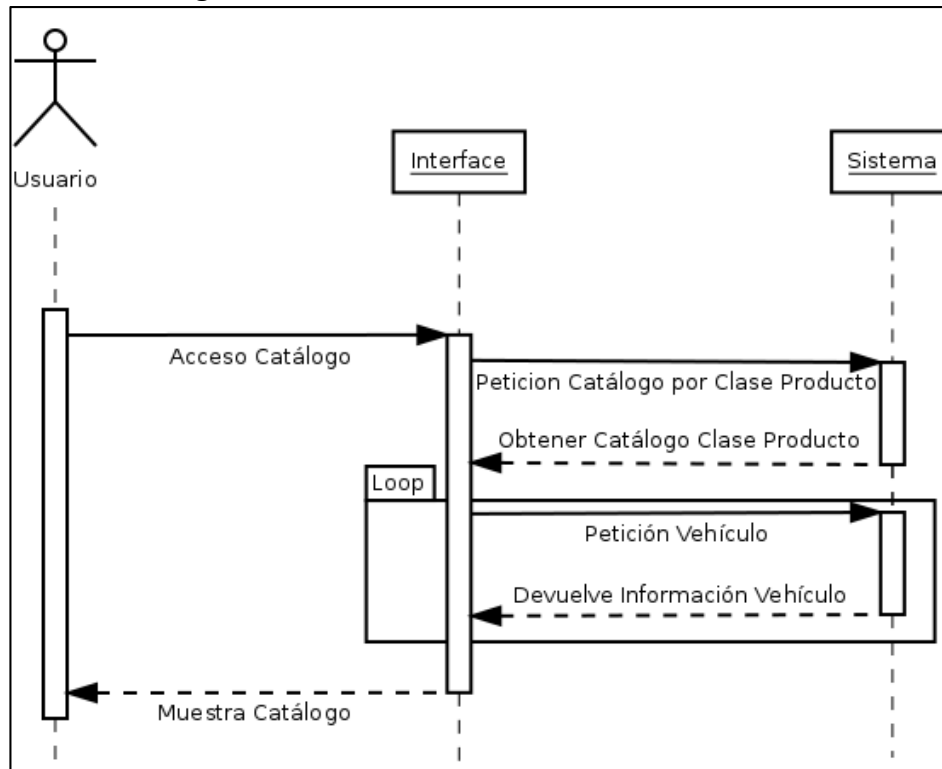 Usuario
Interface
Sistema
Acceso Catálogo
Peticion Catálogo por Clase Producto
Obtener Catálogo Clase Producto
Loop
Petición Vehículo
Devuelve Información Vehículo
Muestra Catálogo